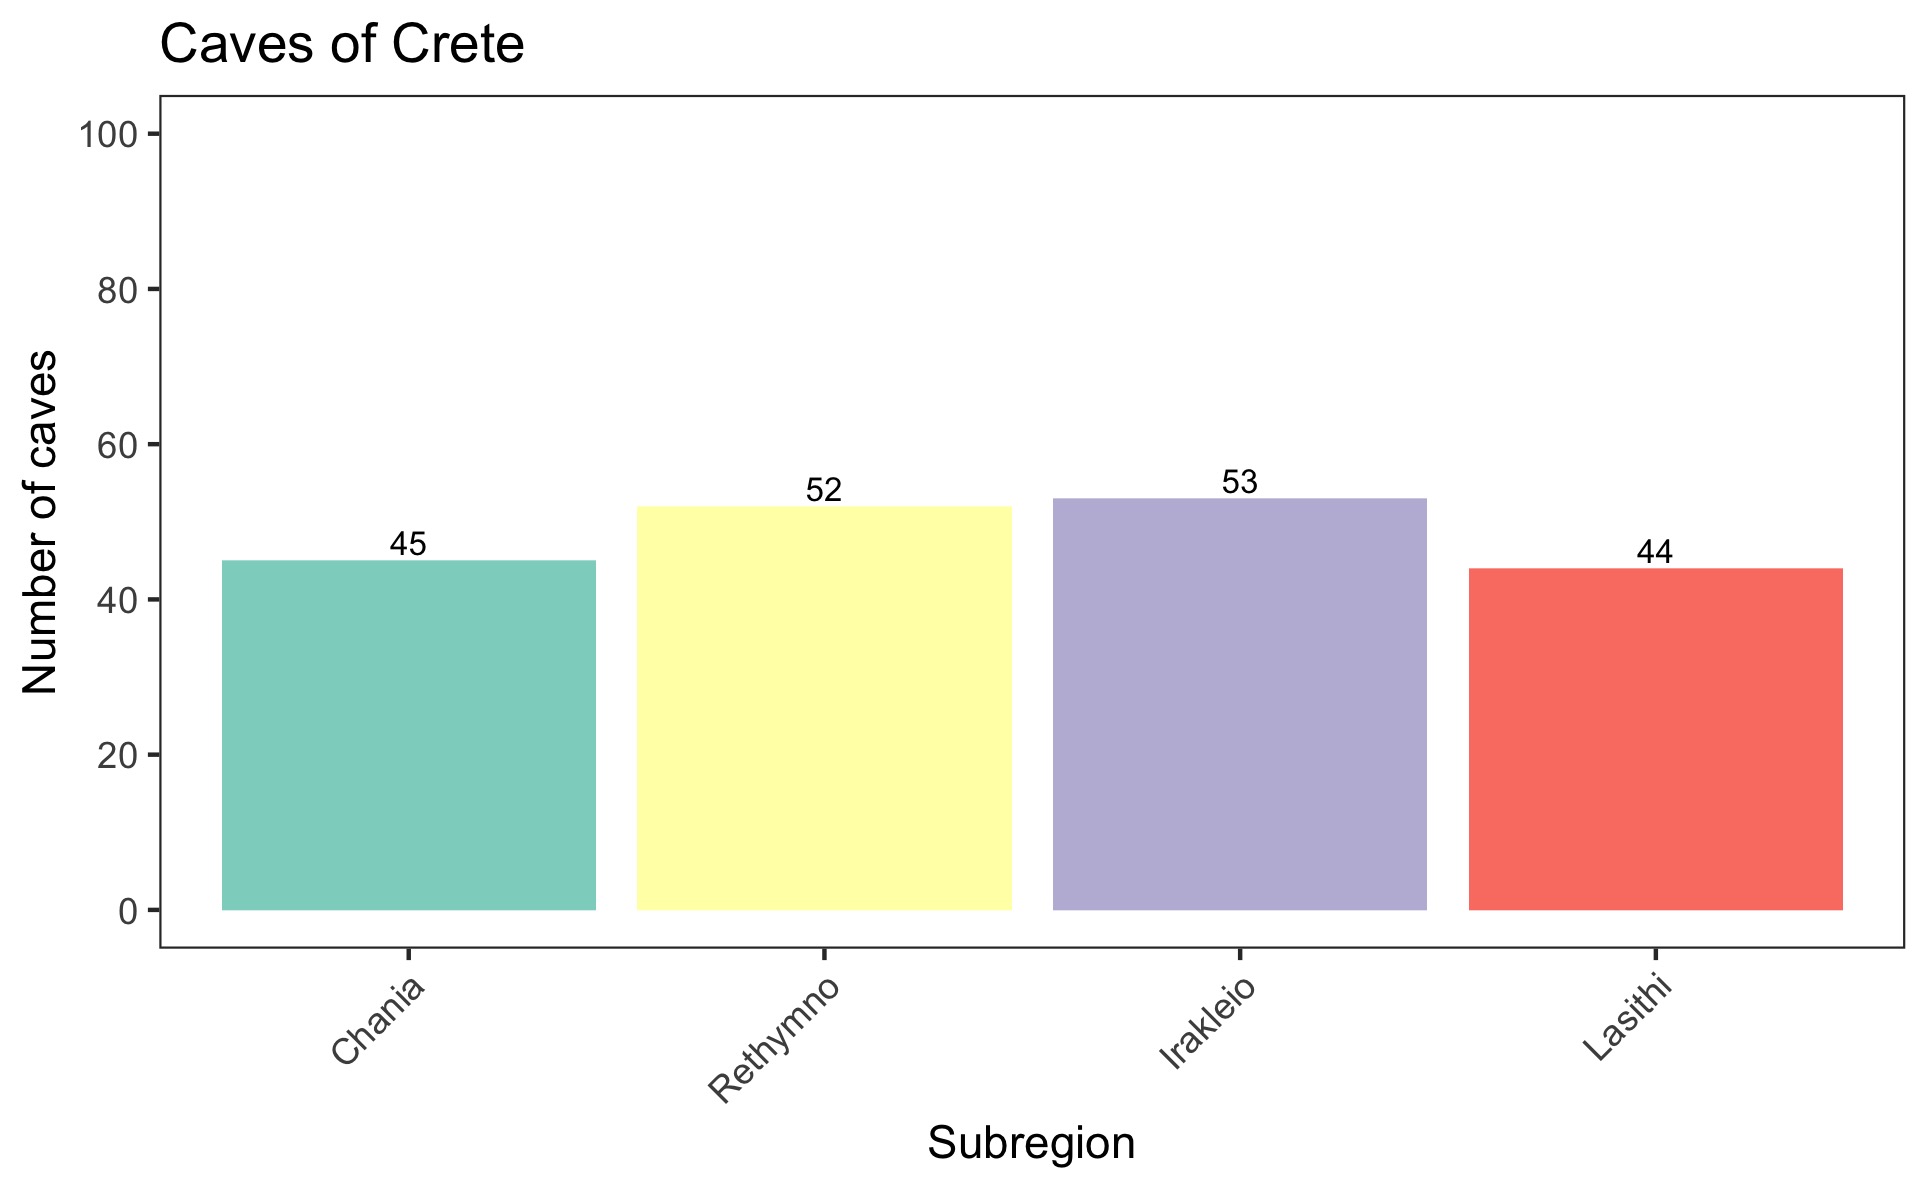 Caves of Crete
Number of caves
100
80
60
40
20
0
45
52
53
44
Chania
Rethymno
Irakleio
Lasithi
Subregion